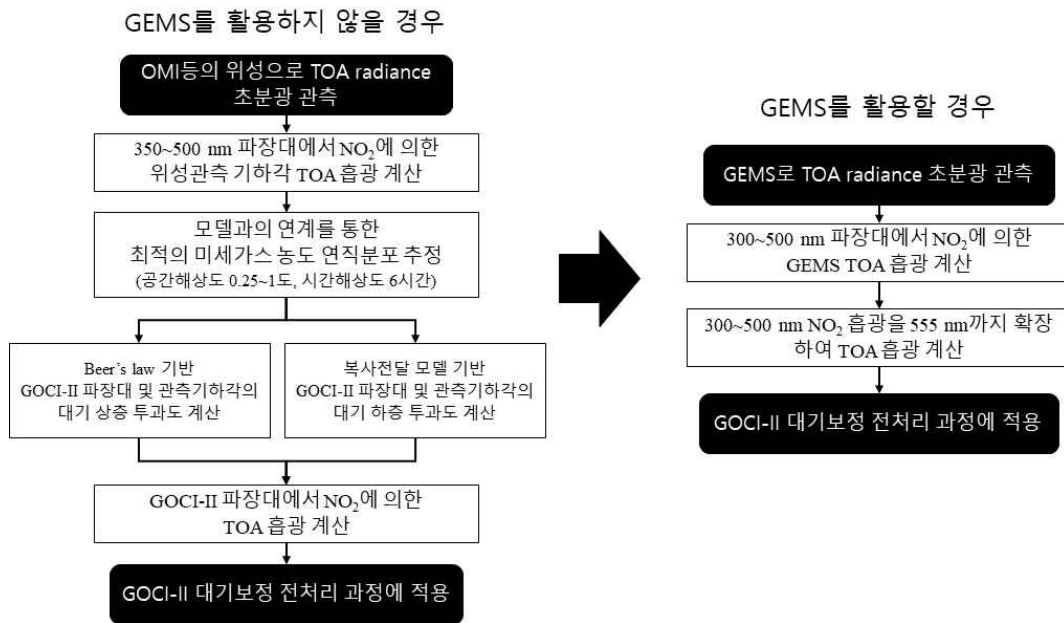 GEMS를 활용하지 않을 경우
OMI등의 위성으로 TOA radiance
초분광 관측
350~500 nm 파장대에서 NO₂에 의한
위성관측 기하각 TOA 흡광 계산
모델과의 연계를 통한
최적의 미세가스 농도 연직분포 추정
(공간해상도 0.25~1도, 시간해상도 6시간)
Beer's law 기반
GOCI-II 파장대 및 관측기하각의
대기 상층 투과도 계산
복사전달 모델 기반
GOCI-II 파장대 및 관측기하각의
대기 하층 투과도 계산
GOCI-II 파장대에서 NO₂에 의한
TOA 흡광 계산
GOCI-II 대기보정 전처리 과정에 적용
GEMS를 활용할 경우
GEMS로 TOA radiance 초분광 관측
300~500 nm 파장대에서 NO₂에 의한
GEMS TOA 흡광 계산
300~500 nm NO₂ 흡광을 555 nm까지 확장
하여 TOA 흡광 계산
GOCI-II 대기보정 전처리 과정에 적용